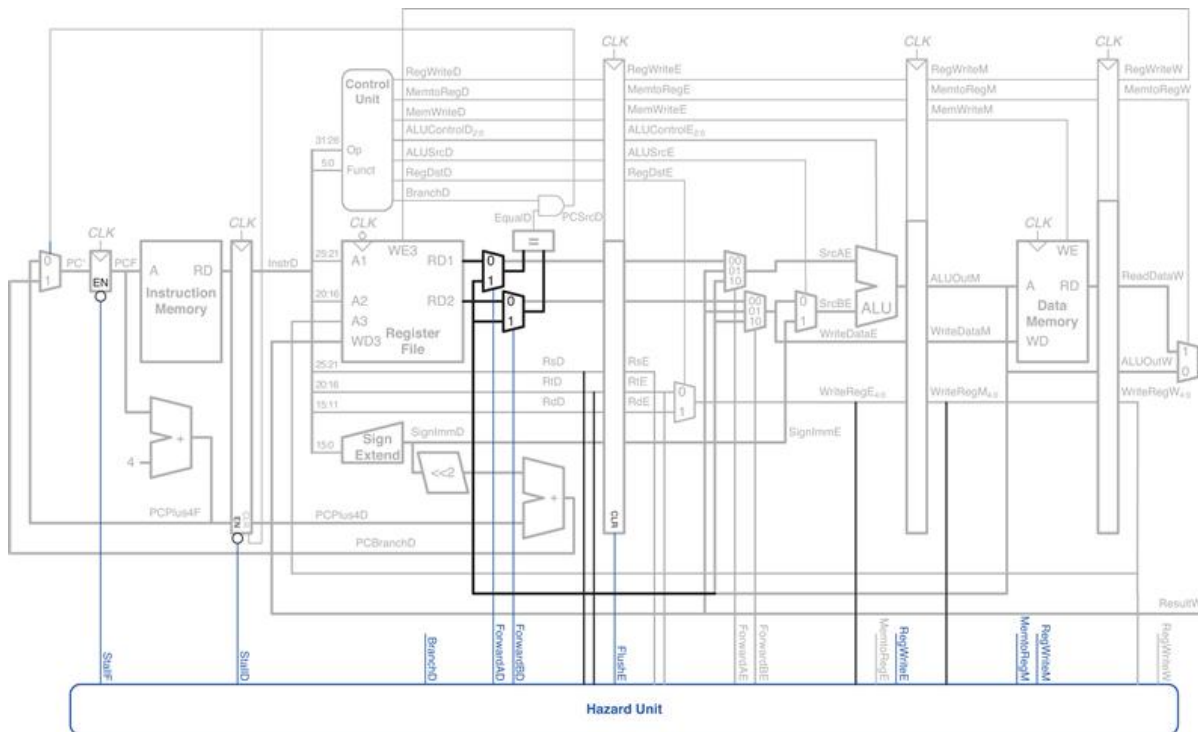 CLK
CLK
CLK
Control
Unit
RegWriteD
RegWriteE
RegWriteM
RegWriteW
MemtoRegD
MemtoRegE
MemtoRegM
MemtoRegW
MemWriteD
MemWriteE
MemWriteM
ALUControlD2:0
ALUControlE2:0
31:26
Op
ALUSrcD
ALUSrcE
5:0
Funct
RegDstD
RegDstE
BranchD
EqualD
PCSrcD
CLK
CLK
CLK
CLK
WE3
=
WE
0
1
PC'
EN
PCF
A
RD
Instruction
Memory
InstrD
25:21
A1
RD1
0
1
00
01
10
SrcAE
20:16
A2
RD2
0
1
00
01
10
0
1
SrcBE
ALU
ALUOutM
A
RD
Data
Memory
WD
ReadDataW
A3
WD3
Register
File
WriteDataE
WriteDataM
ALUOutW
1
0
25:21
RsD
RsE
20:16
RtD
RtE
0
1
15:11
RdD
RdE
WriteRegE4:0
WriteRegM4:0
WriteRegW4:0
15:0
Sign
Extend
SignImmD
SignImmE
+
4
<<2
+
PCPlus4F
EN
CLR
PCPlus4D
CLR
PCBranchD
ResultW
StallF
StallD
BranchD
ForwardAD
ForwardBD
FlushE
ForwardAE
ForwardBE
MemtoRegE
RegWriteE
MemtoRegM
RegWriteM
RegWriteW
Hazard Unit